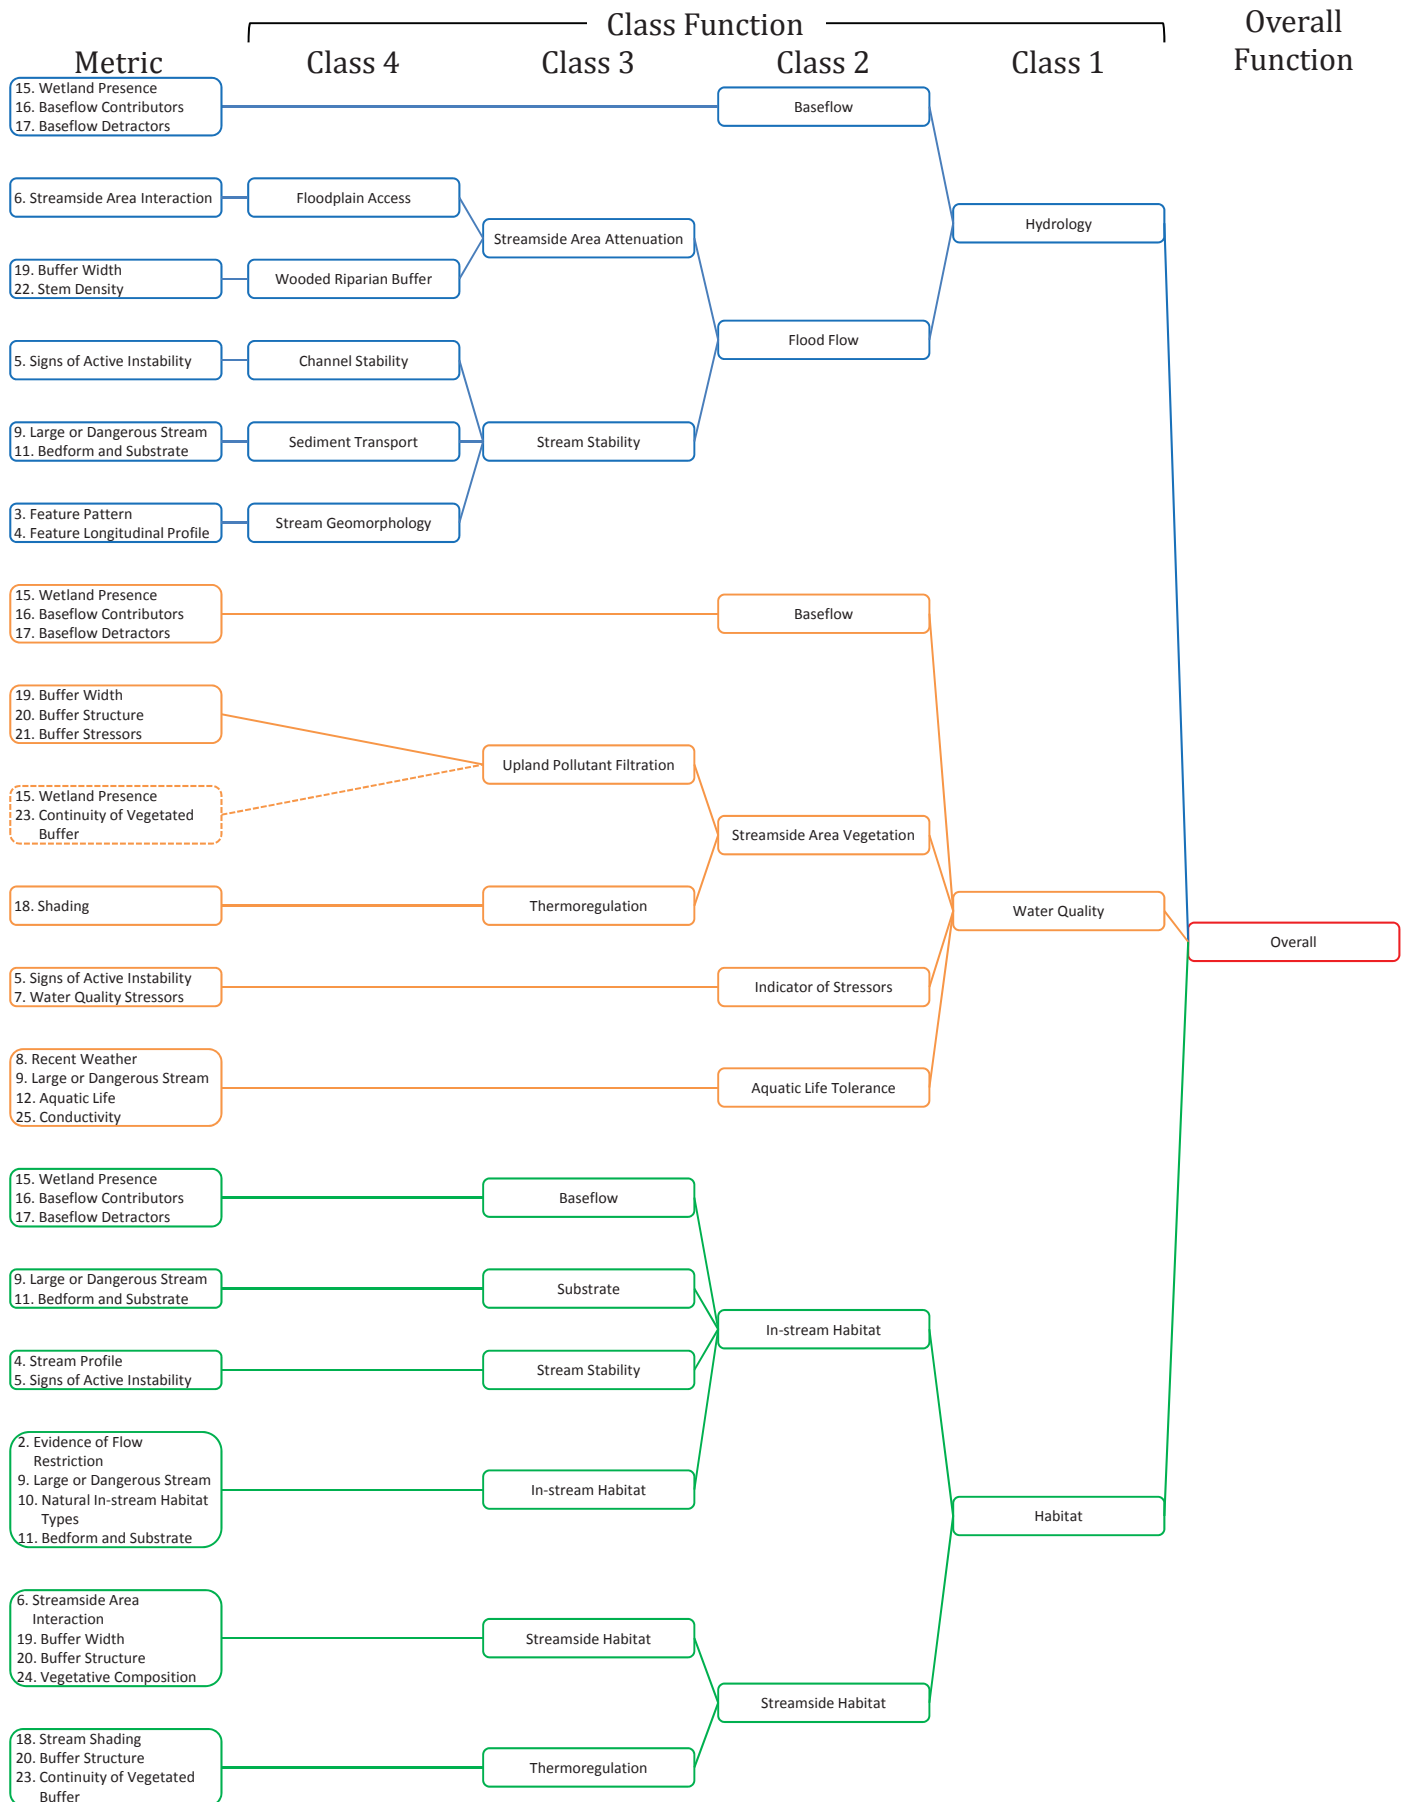 Class Function
Overall
Function
Metric
Class 4
Class 3
Class 2
Class 1
15. Wetland Presence
16. Baseflow Contributors
17. Baseflow Detractors
Baseflow
6. Streamside Area Interaction
Floodplain Access
Streamside Area Attenuation
Hydrology
19. Buffer Width
22. Stem Density
Wooded Riparian Buffer
Flood Flow
5. Signs of Active Instability
Channel Stability
9. Large or Dangerous Stream
11. Bedform and Substrate
Sediment Transport
Stream Stability
3. Feature Pattern
4. Feature Longitudinal Profile
Stream Geomorphology
15. Wetland Presence
16. Baseflow Contributors
17. Baseflow Detractors
Baseflow
19. Buffer Width
20. Buffer Structure
21. Buffer Stressors
Upland Pollutant Filtration
15. Wetland Presence
23. Continuity of Vegetated
Buffer
Streamside Area Vegetation
18. Shading
Thermoregulation
Water Quality
Overall
5. Signs of Active Instability
7. Water Quality Stressors
Indicator of Stressors
8. Recent Weather
9. Large or Dangerous Stream
12. Aquatic Life
25. Conductivity
Aquatic Life Tolerance
15. Wetland Presence
16. Baseflow Contributors
17. Baseflow Detractors
Baseflow
9. Large or Dangerous Stream
11. Bedform and Substrate
Substrate
In-stream Habitat
4. Stream Profile
5. Signs of Active Instability
Stream Stability
2. Evidence of Flow
Restriction
9. Large or Dangerous Stream
10. Natural In-stream Habitat
Types
11. Bedform and Substrate
In-stream Habitat
Habitat
6. Streamside Area
Interaction
19. Buffer Width
20. Buffer Structure
24. Vegetative Composition
Streamside Habitat
Streamside Habitat
18. Stream Shading
20. Buffer Structure
23. Continuity of Vegetated
Buffer
Thermoregulation